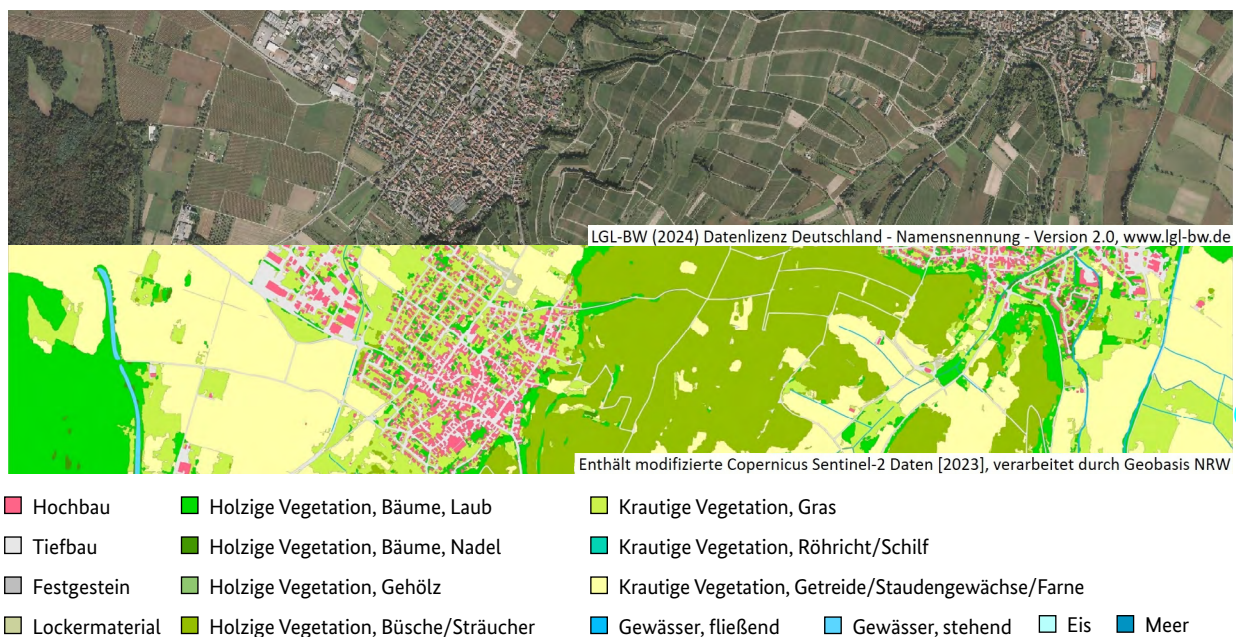 LGL-BW (2024) Datenlizenz Deutschland - Namensnennung - Version 2.0, www.lgl-bw.de
Enthält modifizierte Copernicus Sentinel-2 Daten [2023], verarbeitet durch Geobasis NRW
Hochbau Holzige Vegetation, Bäume, Laub Krautige Vegetation, Gras
Tiefbau Holzige Vegetation, Bäume, Nadel Krautige Vegetation, Röhricht/Schilf
Festgestein Holzige Vegetation, Gehölz Krautige Vegetation, Getreide/Staudengewächse/Farne
Lockermaterial Holzige Vegetation, Büsche/Sträucher Gewässer, fließend Gewässer, stehend Eis Meer